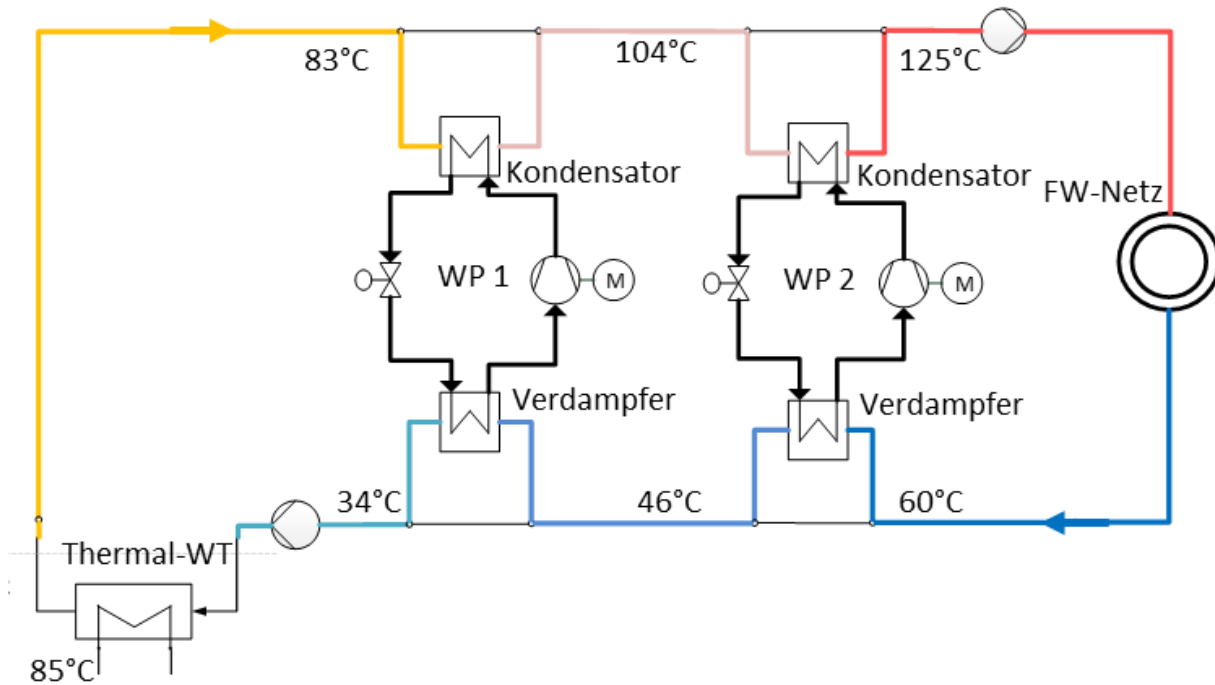 83°C
104°C
125°C
Kondensator
Kondensator
FW-Netz
WP 1
M
WP 2
M
Verdampfer
Verdampfer
34°C
46°C
60°C
Thermal-WT
85°C